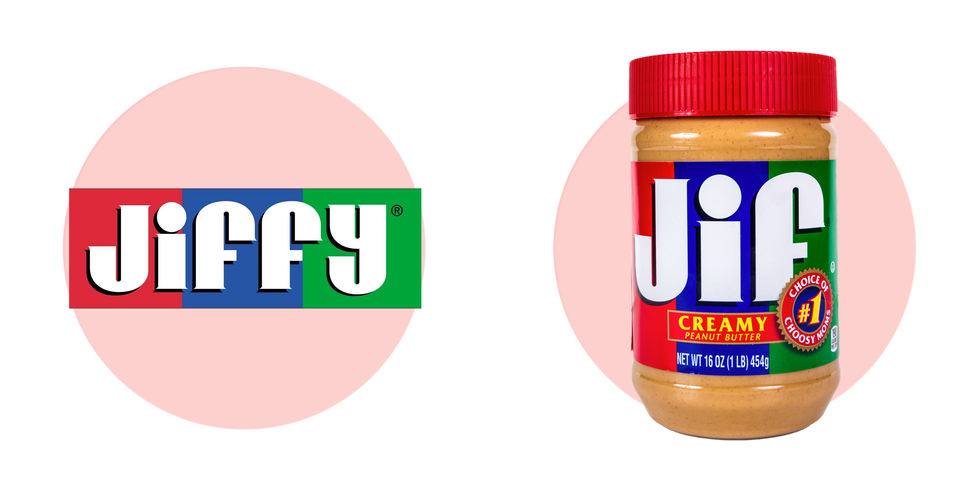 Jiffy®
Jif
®
CHOICE OF
#1
CHOOSY MOMS
CREAMY
PEANUT BUTTER
NET WT 16 OZ (1 LB) 454g